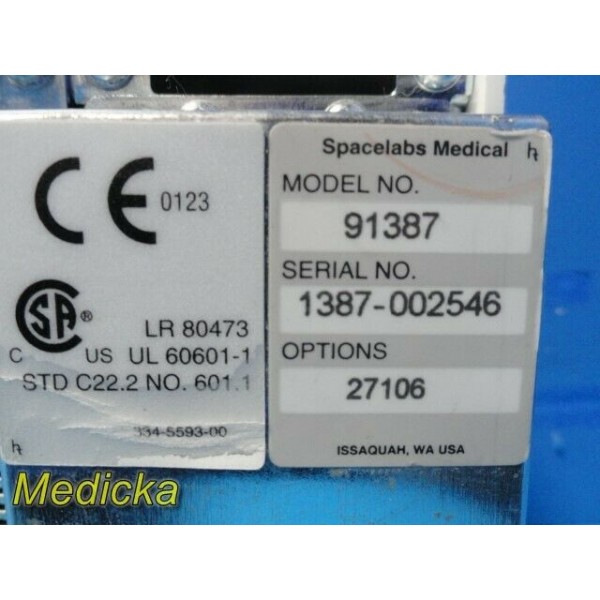 CE 0123
SA ®
LR 80473
C US UL 60601-1
STD C22.2 NO. 601.1
334-5593-00
Spacelabs Medical
MODEL NO.
91387
SERIAL NO.
1387-002546
OPTIONS
27106
ISSAQUAH, WA USA
Medicka